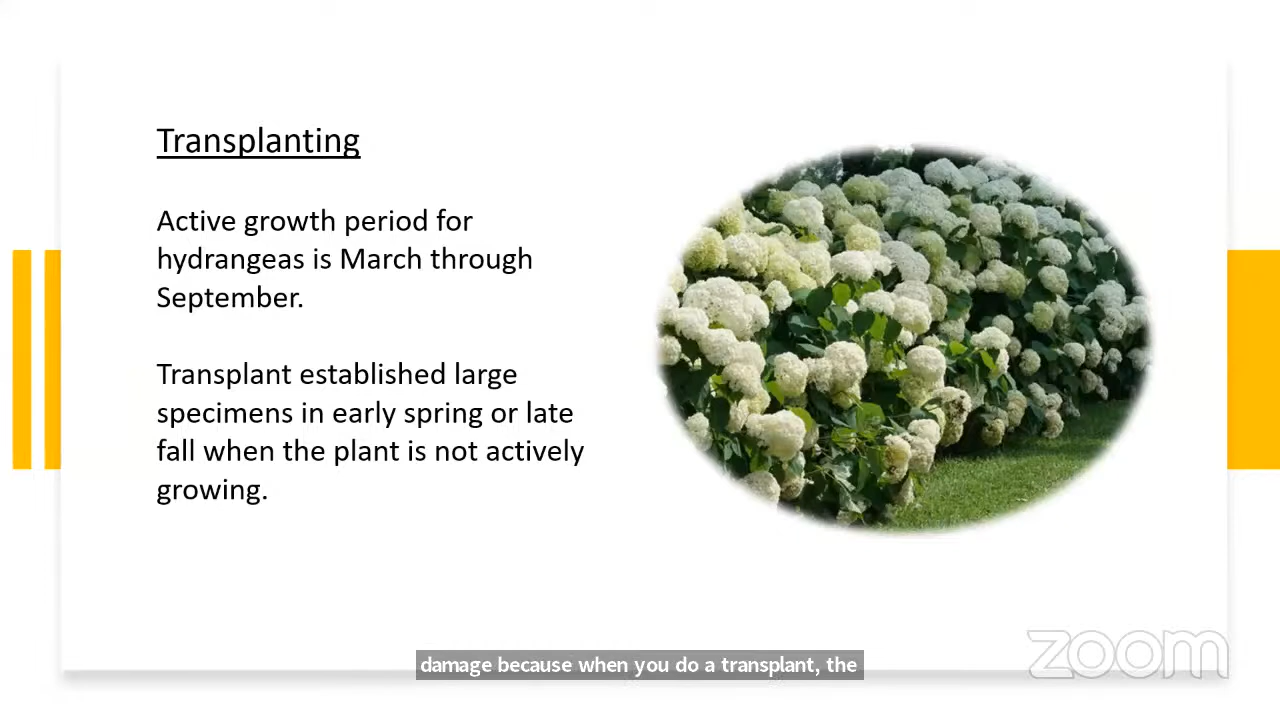 Transplanting
Active growth period for
hydrangeas is March through
September.
Transplant established large
specimens in early spring or late
fall when the plant is not actively
growing.
damage because when you do a transplant, the
zoom